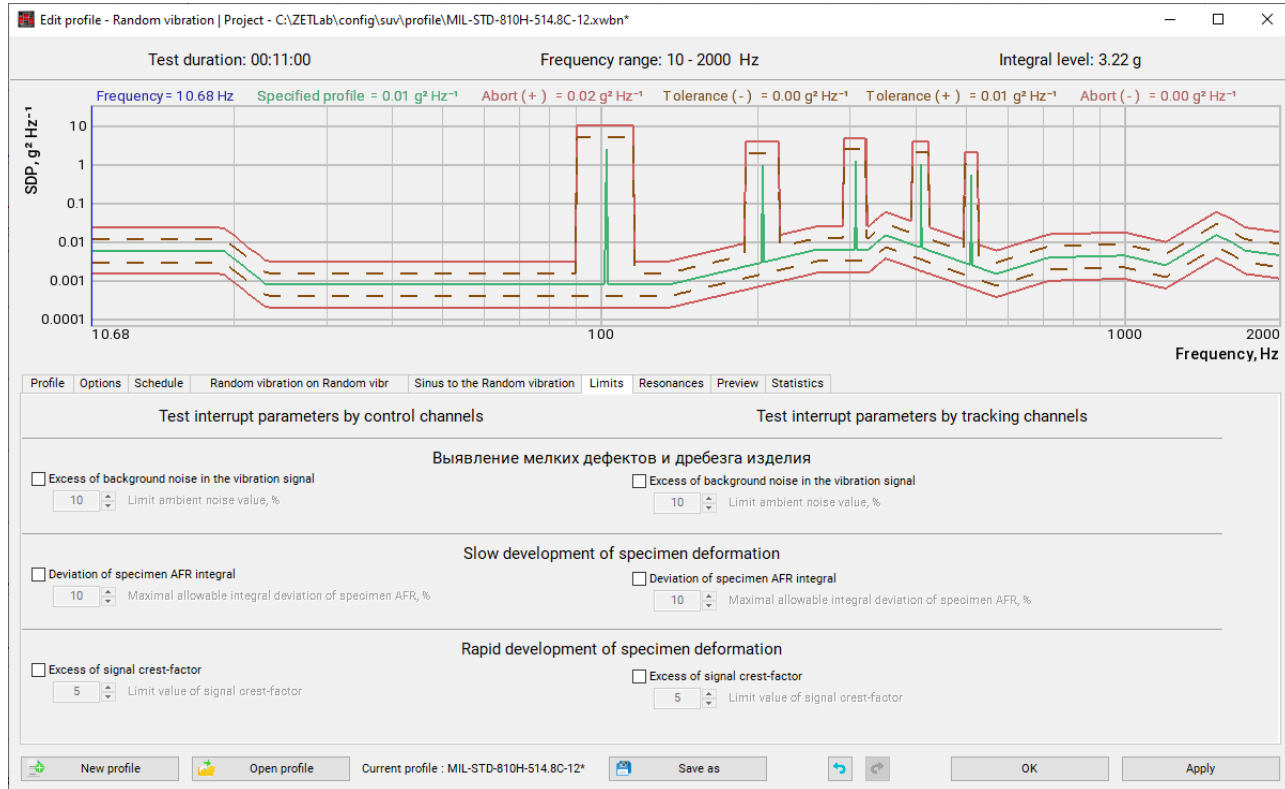 Edit profile - Random vibration | Project - C:\ZETLab\config\suv\profile\MIL-STD-810H-514.8C-12.xwbn*
Test duration: 00:11:00 Frequency range: 10 - 2000 Hz Integral level: 3.22 g
Frequency = 10.68 Hz Specified profile = 0.01 g² Hz⁻¹ Abort (+) = 0.02 g² Hz⁻¹ Tolerance (-) = 0.00 g² Hz⁻¹ Tolerance (+) = 0.01 g² Hz⁻¹ Abort (-) = 0.00 g² Hz⁻¹
SDP, g² Hz⁻¹
10
1
0.1
0.01
0.001
0.0001
10.68 100 1000 2000
Frequency, Hz
Profile Options Schedule Random vibration on Random vibr Sinus to the Random vibration Limits Resonances Preview Statistics
Test interrupt parameters by control channels Test interrupt parameters by tracking channels
Выявление мелких дефектов и дребезга изделия
Excess of background noise in the vibration signal Excess of background noise in the vibration signal
10 Limit ambient noise value, % 10 Limit ambient noise value, %
Slow development of specimen deformation
Deviation of specimen AFR integral Deviation of specimen AFR integral
10 Maximal allowable integral deviation of specimen AFR, % 10 Maximal allowable integral deviation of specimen AFR, %
Rapid development of specimen deformation
Excess of signal crest-factor Excess of signal crest-factor
5 Limit value of signal crest-factor 5 Limit value of signal crest-factor
New profile Open profile Current profile : MIL-STD-810H-514.8C-12* Save as OK Apply